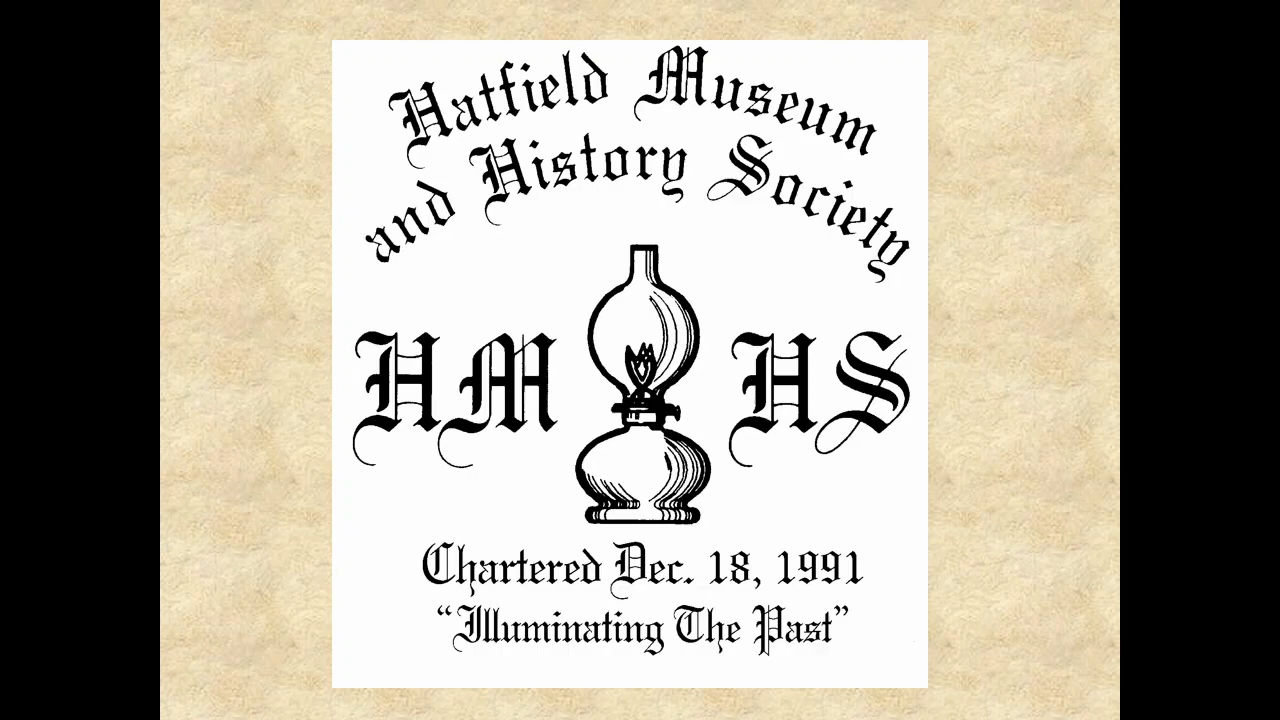 Hatfield Museum
and History Society
HM HS
Chartered Dec. 18, 1991
“Illuminating The Past”